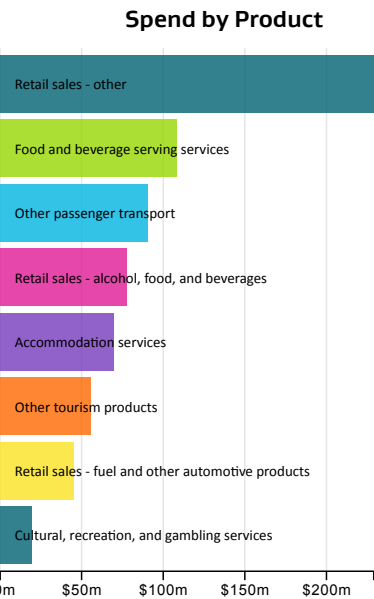 Spend by Product
Retail sales - other
Food and beverage serving services
Other passenger transport
Retail sales - alcohol, food, and beverages
Accommodation services
Other tourism products
Retail sales - fuel and other automotive products
Cultural, recreation, and gambling services
m $50m $100m $150m $200m